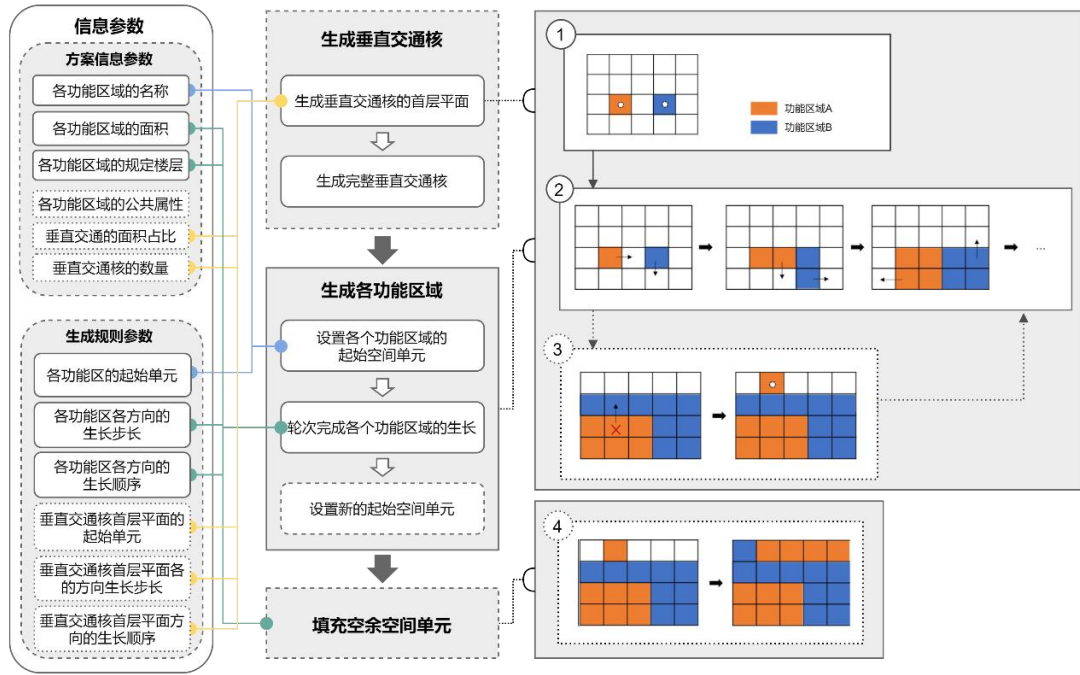 信息参数
方案信息参数
各功能区域的名称
各功能区域的面积
各功能区域的规定楼层
各功能区域的公共属性
垂直交通的面积占比
垂直交通核的数量
生成规则参数
各功能区的起始单元
各功能区各方向的
生长步长
各功能区各方向的
生长顺序
垂直交通核首层平面的
起始单元
垂直交通核首层平面各
的方向生长步长
垂直交通核首层平面方
向的生长顺序
生成垂直交通核
生成垂直交通核的首层平面
生成完整垂直交通核
生成各功能区域
设置各个功能区域的
起始空间单元
轮次完成各个功能区域的生长
设置新的起始空间单元
填充空余空间单元
1
功能区域A
功能区域B
2
...
3
4